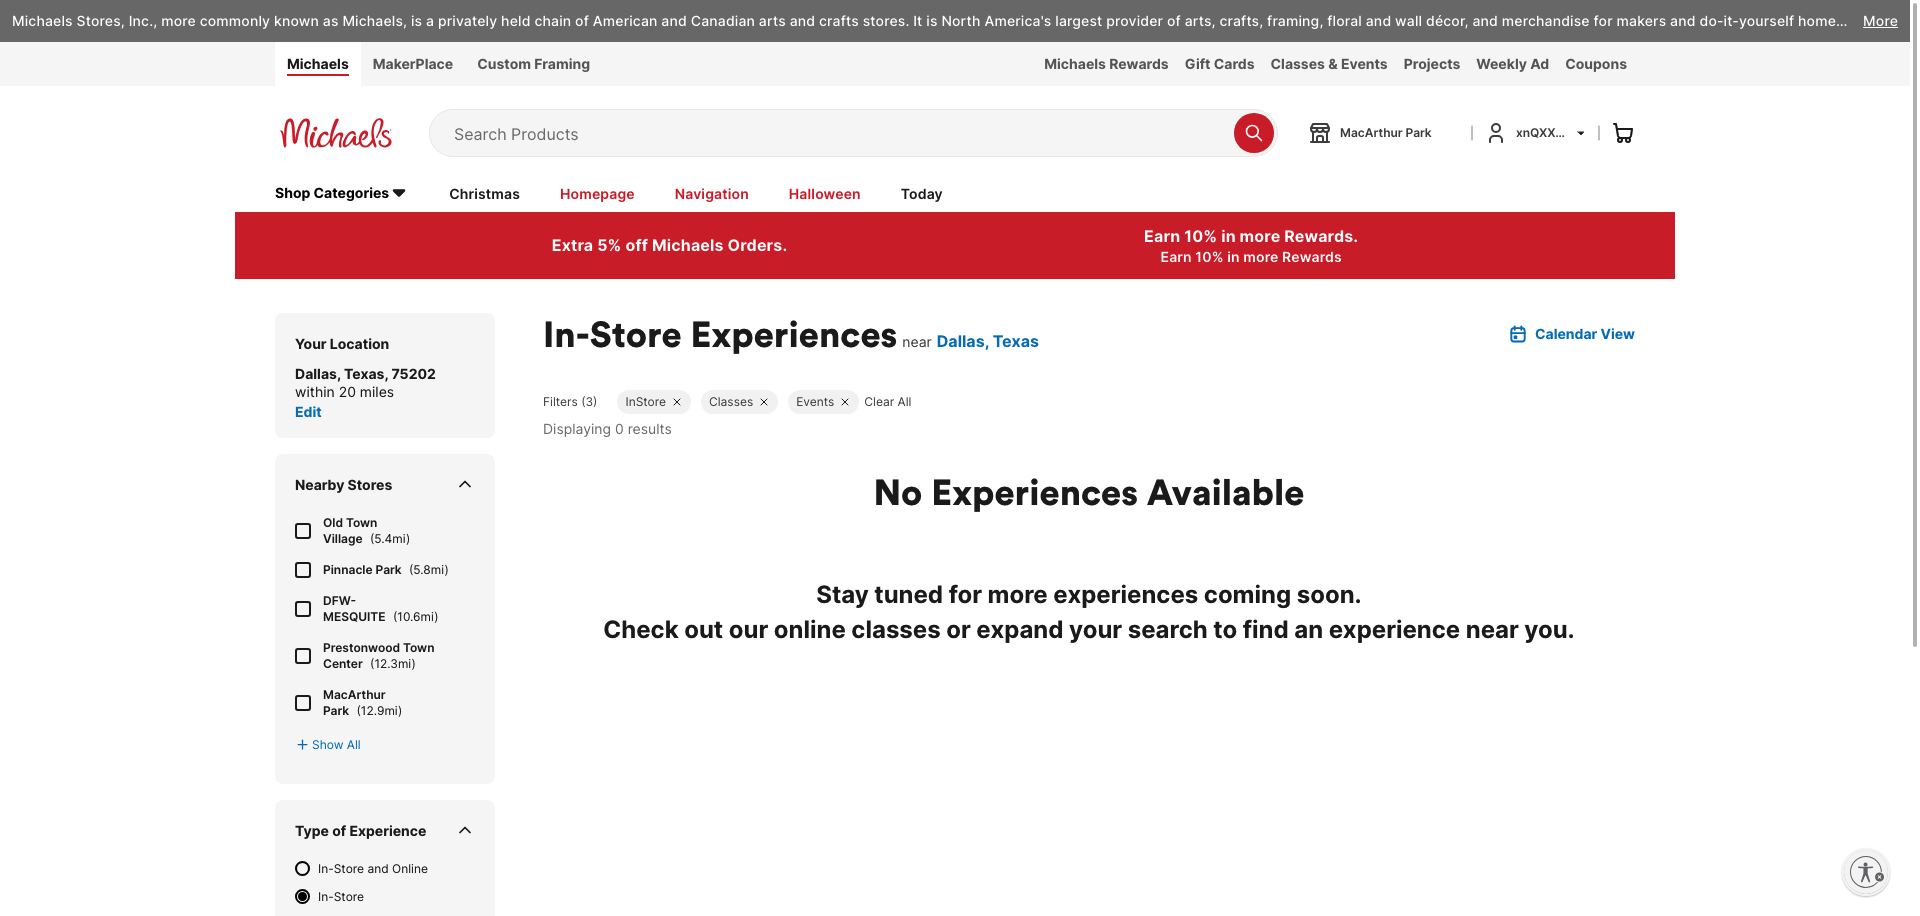 Michaels Stores, Inc., more commonly known as Michaels, is a privately held chain of American and Canadian arts and crafts stores. It is North America's largest provider of arts, crafts, framing, floral and wall décor, and merchandise for makers and do-it-yourself home... More
Michaels MakerPlace Custom Framing Michaels Rewards Gift Cards Classes & Events Projects Weekly Ad Coupons
Michaels Search Products MacArthur Park xnQXX...
Shop Categories Christmas Homepage Navigation Halloween Today
Extra 5% off Michaels Orders.
Earn 10% in more Rewards.
Earn 10% in more Rewards
Your Location
Dallas, Texas, 75202
within 20 miles
Edit
Nearby Stores
Old Town
Village (5.4mi)
Pinnacle Park (5.8mi)
DFW-
MESQUITE (10.6mi)
Prestonwood Town
Center (12.3mi)
MacArthur
Park (12.9mi)
+ Show All
Type of Experience
In-Store and Online
In-Store
In-Store Experiences near Dallas, Texas
Calendar View
Filters (3) InStore Classes Events Clear All
Displaying 0 results
No Experiences Available
Stay tuned for more experiences coming soon.
Check out our online classes or expand your search to find an experience near you.